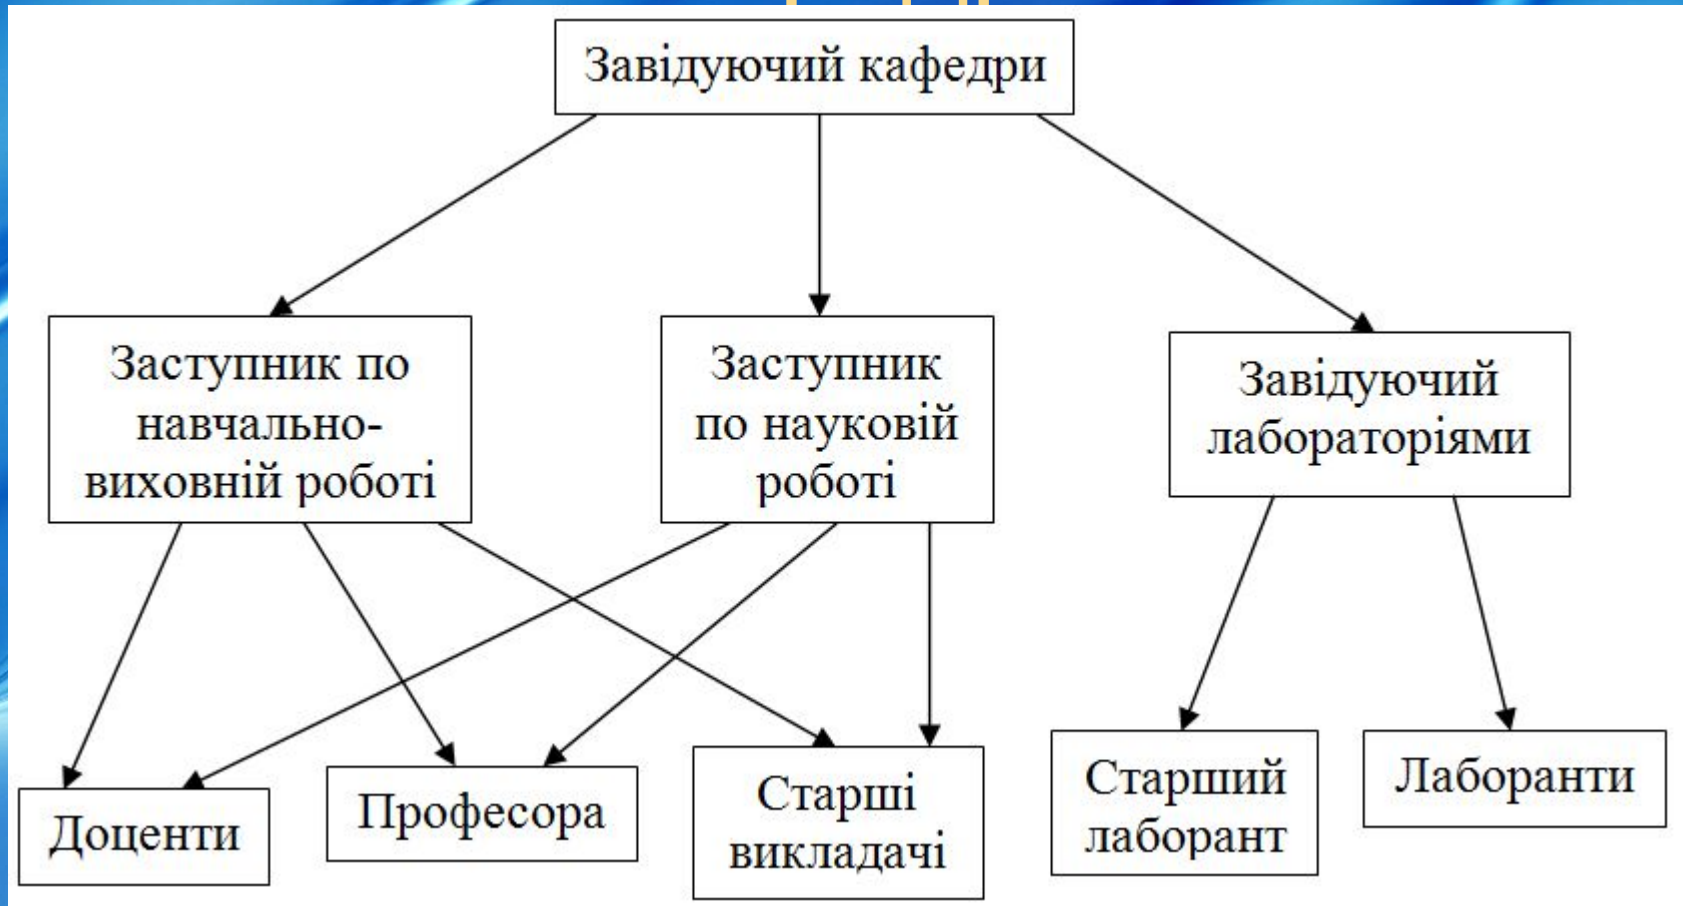 Завідуючий кафедри
Заступник по
навчально-
виховній роботі
Заступник
по науковій
роботі
Завідуючий
лабораторіями
Доценти
Професора
Старші
викладачі
Старший
лаборант
Лаборанти